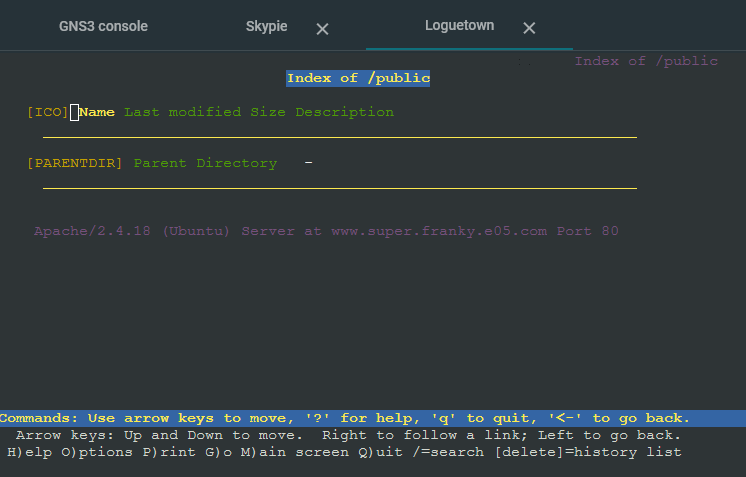 GNS3 console Skypie Loguetown
Index of /public
Index of /public
[ICO] Name Last modified Size Description
[PARENTDIR] Parent Directory -
Apache/2.4.18 (Ubuntu) Server at www.super.franky.e05.com Port 80
Commands: Use arrow keys to move, '?' for help, 'q' to quit, '<-' to go back.
Arrow keys: Up and Down to move. Right to follow a link; Left to go back.
H)elp O)ptions P)rint G)o M)ain screen Q)uit /=search [delete]=history list